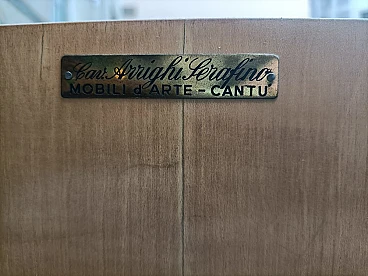 Cav. Arrighi Serafino
MOBILI d'ARTE - CANTU'